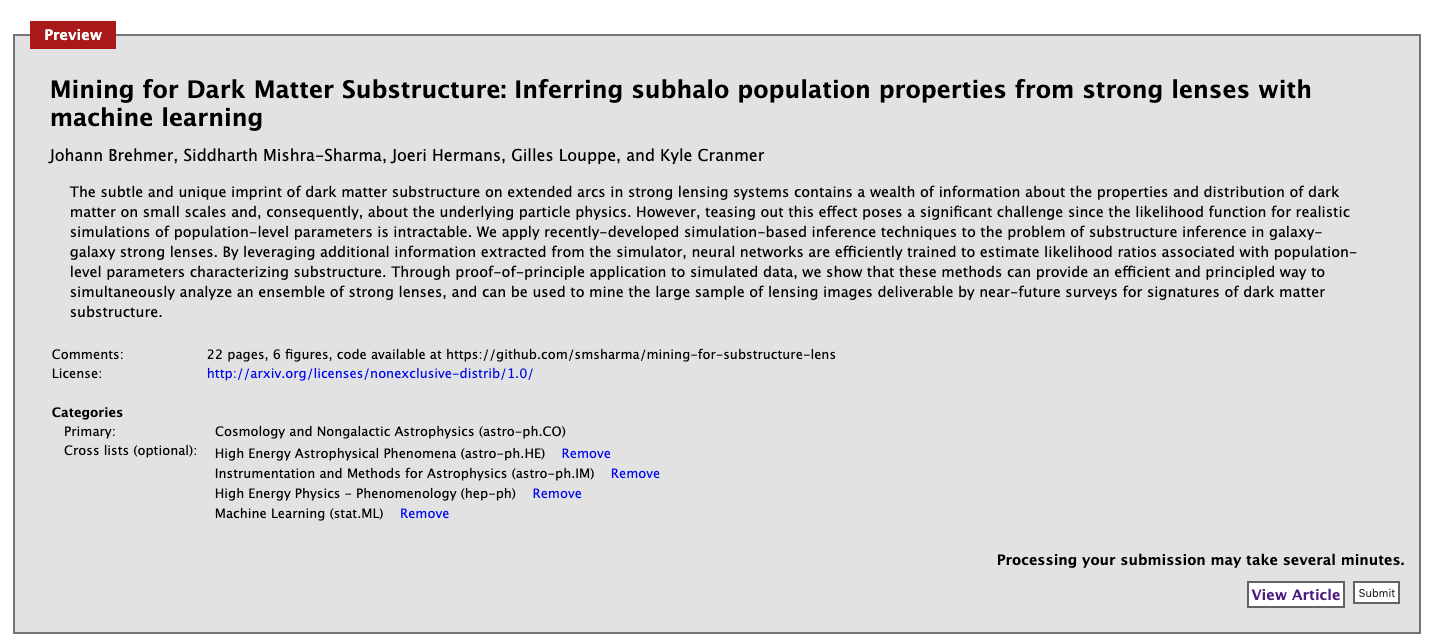 Preview
Mining for Dark Matter Substructure: Inferring subhalo population properties from strong lenses with
machine learning
Johann Brehmer, Siddharth Mishra-Sharma, Joeri Hermans, Gilles Louppe, and Kyle Cranmer
The subtle and unique imprint of dark matter substructure on extended arcs in strong lensing systems contains a wealth of information about the properties and distribution of dark
matter on small scales and, consequently, about the underlying particle physics. However, teasing out this effect poses a significant challenge since the likelihood function for realistic
simulations of population-level parameters is intractable. We apply recently-developed simulation-based inference techniques to the problem of substructure inference in galaxy-
galaxy strong lenses. By leveraging additional information extracted from the simulator, neural networks are efficiently trained to estimate likelihood ratios associated with population-
level parameters characterizing substructure. Through proof-of-principle application to simulated data, we show that these methods can provide an efficient and principled way to
simultaneously analyze an ensemble of strong lenses, and can be used to mine the large sample of lensing images deliverable by near-future surveys for signatures of dark matter
substructure.
Comments: 22 pages, 6 figures, code available at https://github.com/smsharma/mining-for-substructure-lens
License: http://arxiv.org/licenses/nonexclusive-distrib/1.0/
Categories
Primary: Cosmology and Nongalactic Astrophysics (astro-ph.CO)
Cross lists (optional): High Energy Astrophysical Phenomena (astro-ph.HE) Remove
Instrumentation and Methods for Astrophysics (astro-ph.IM) Remove
High Energy Physics - Phenomenology (hep-ph) Remove
Machine Learning (stat.ML) Remove
Processing your submission may take several minutes.
View Article Submit